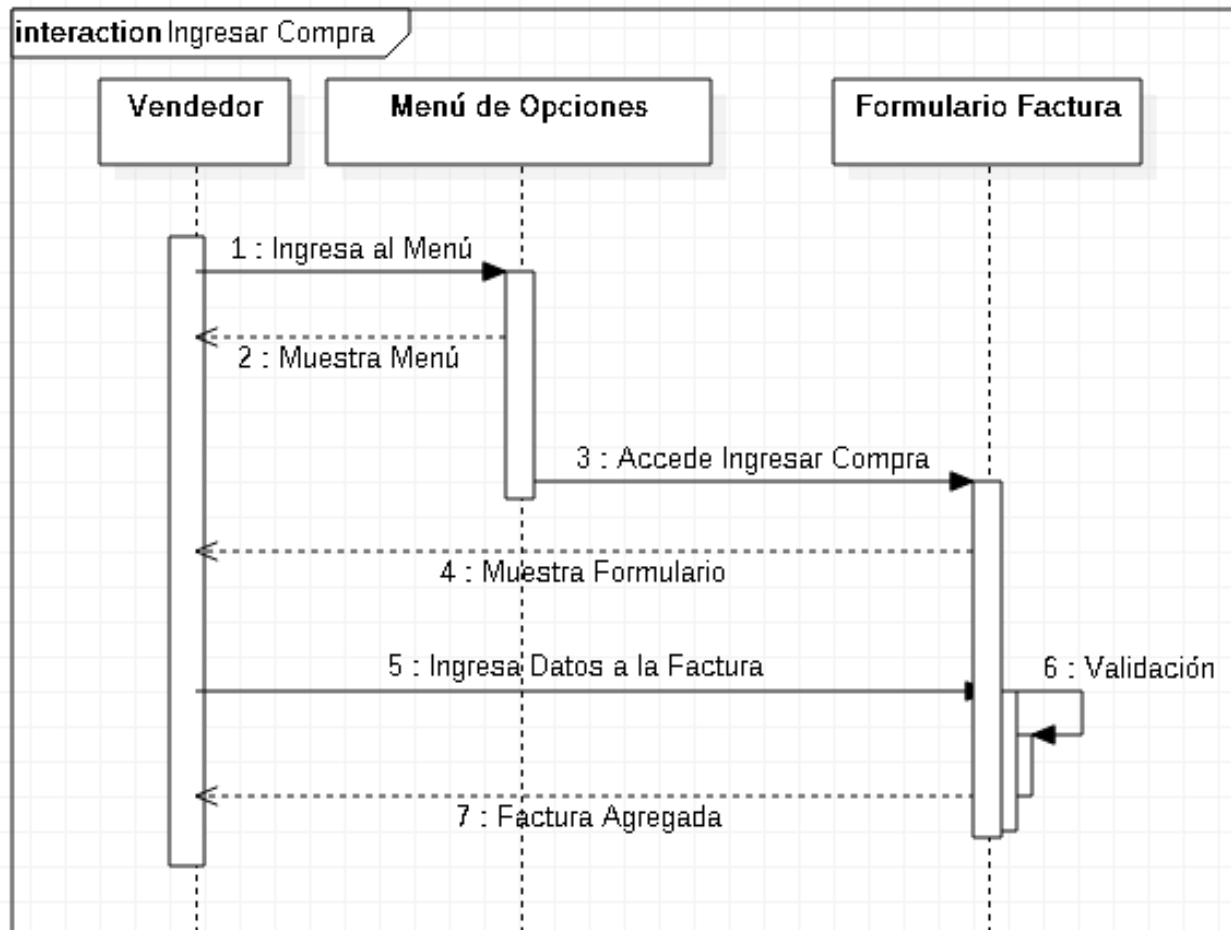 interaction Ingresar Compra
Vendedor
Menú de Opciones
Formulario Factura
1 : Ingresa al Menú
2 : Muestra Menú
3 : Accede Ingresar Compra
4 : Muestra Formulario
5 : Ingresa Datos a la Factura
6 : Validación
7 : Factura Agregada